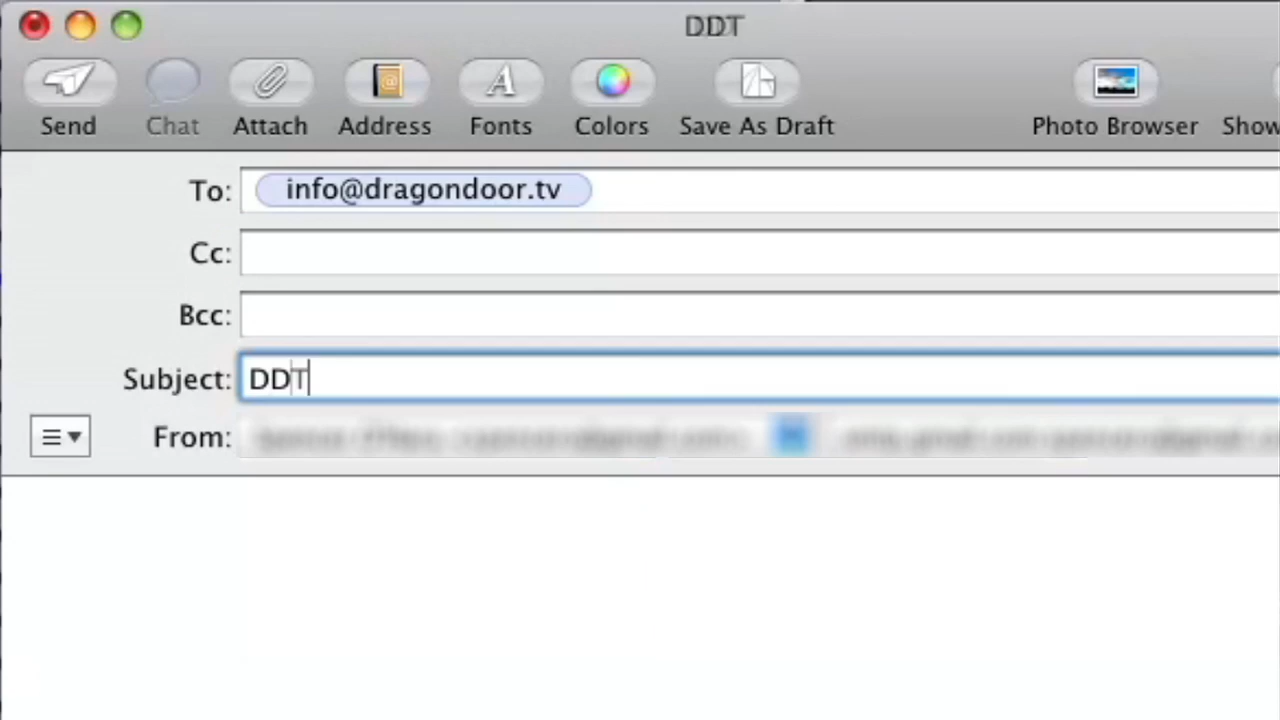 DDT
Send Chat Attach Address Fonts Colors Save As Draft Photo Browser Show
To: info@dragondoor.tv
Cc:
Bcc:
Subject: DDT
From: